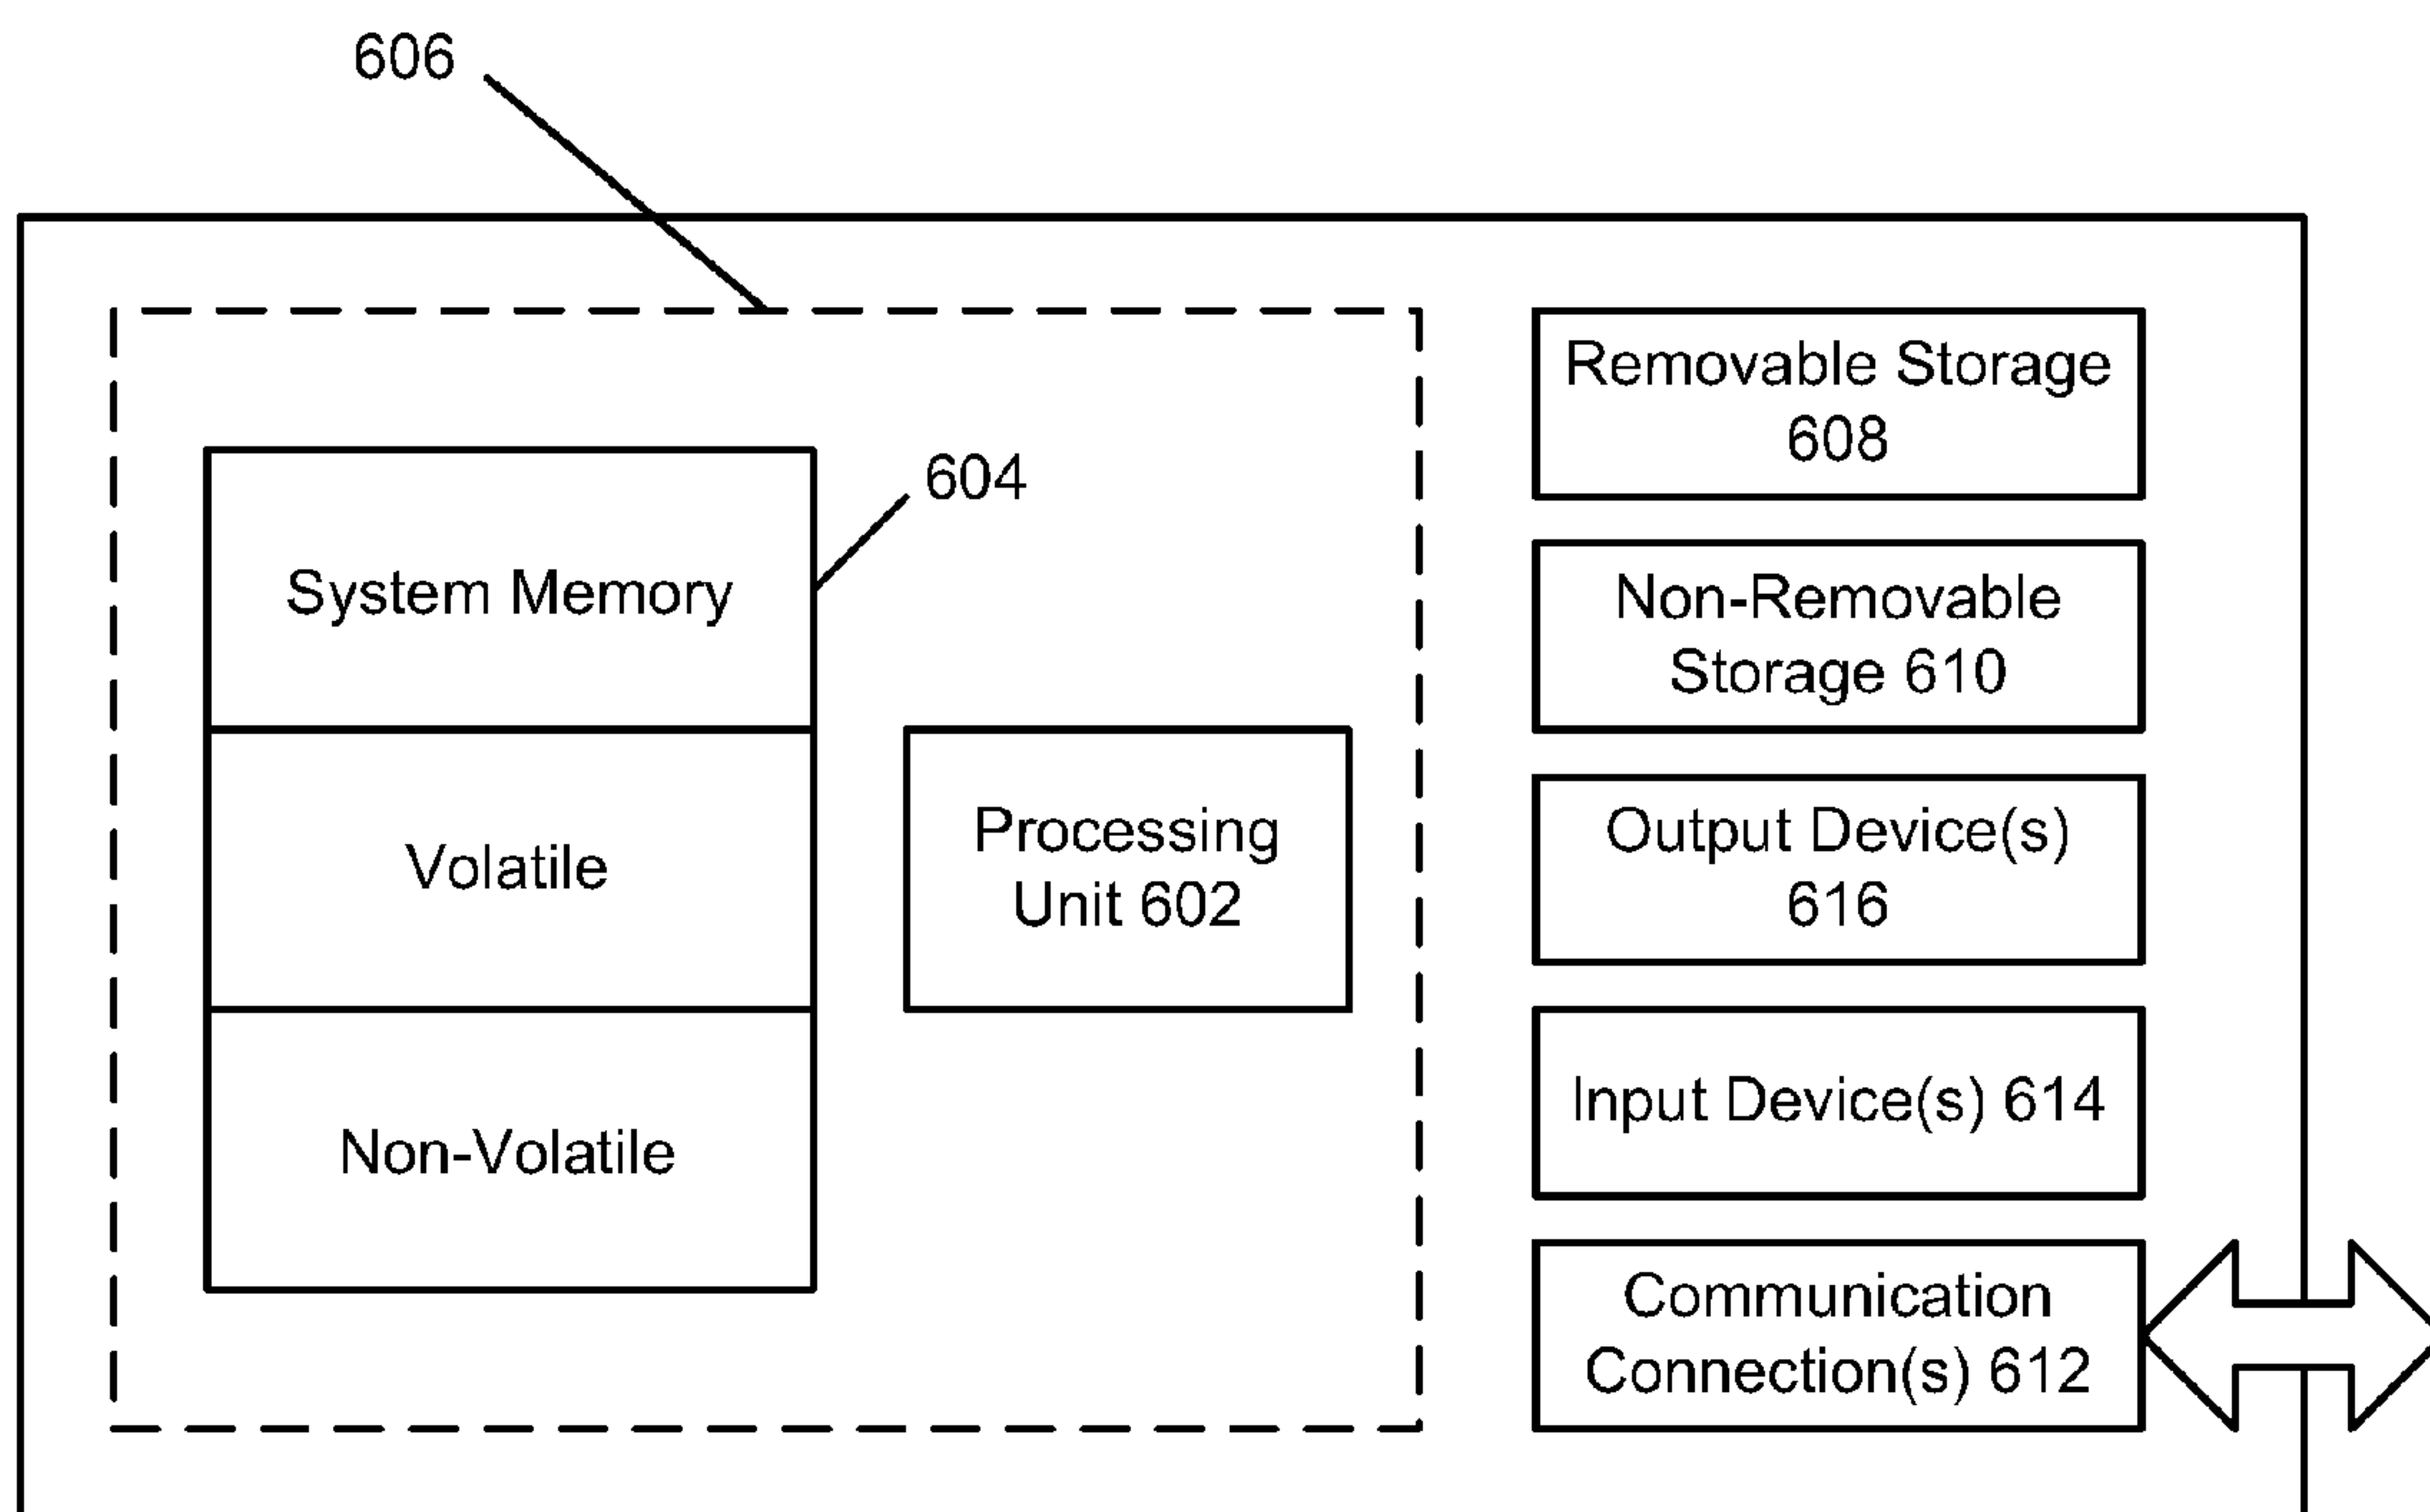 606
604
System Memory
Volatile
Non-Volatile
Processing
Unit 602
Removable Storage
608
Non-Removable
Storage 610
Output Device(s)
616
Input Device(s) 614
Communication
Connection(s) 612